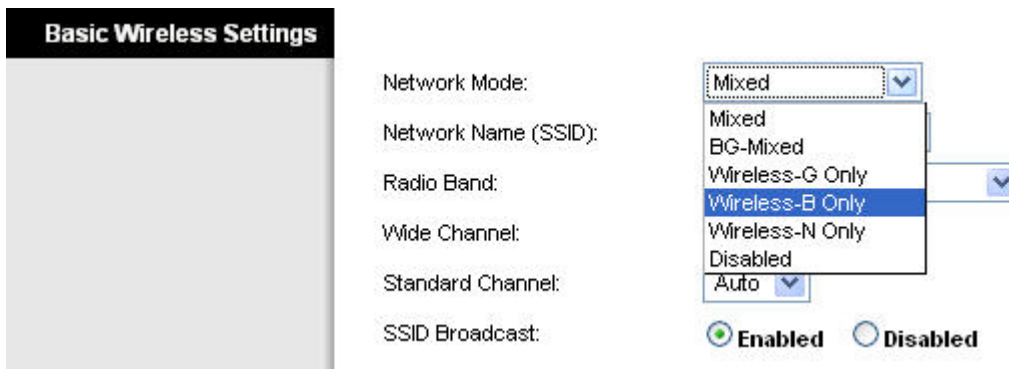 Basic Wireless Settings
Network Mode: Mixed
Mixed
BG-Mixed
Wireless-G Only
Wireless-B Only
Wireless-N Only
Disabled
Network Name (SSID):
Radio Band:
Wide Channel:
Standard Channel: Auto
SSID Broadcast: Enabled Disabled